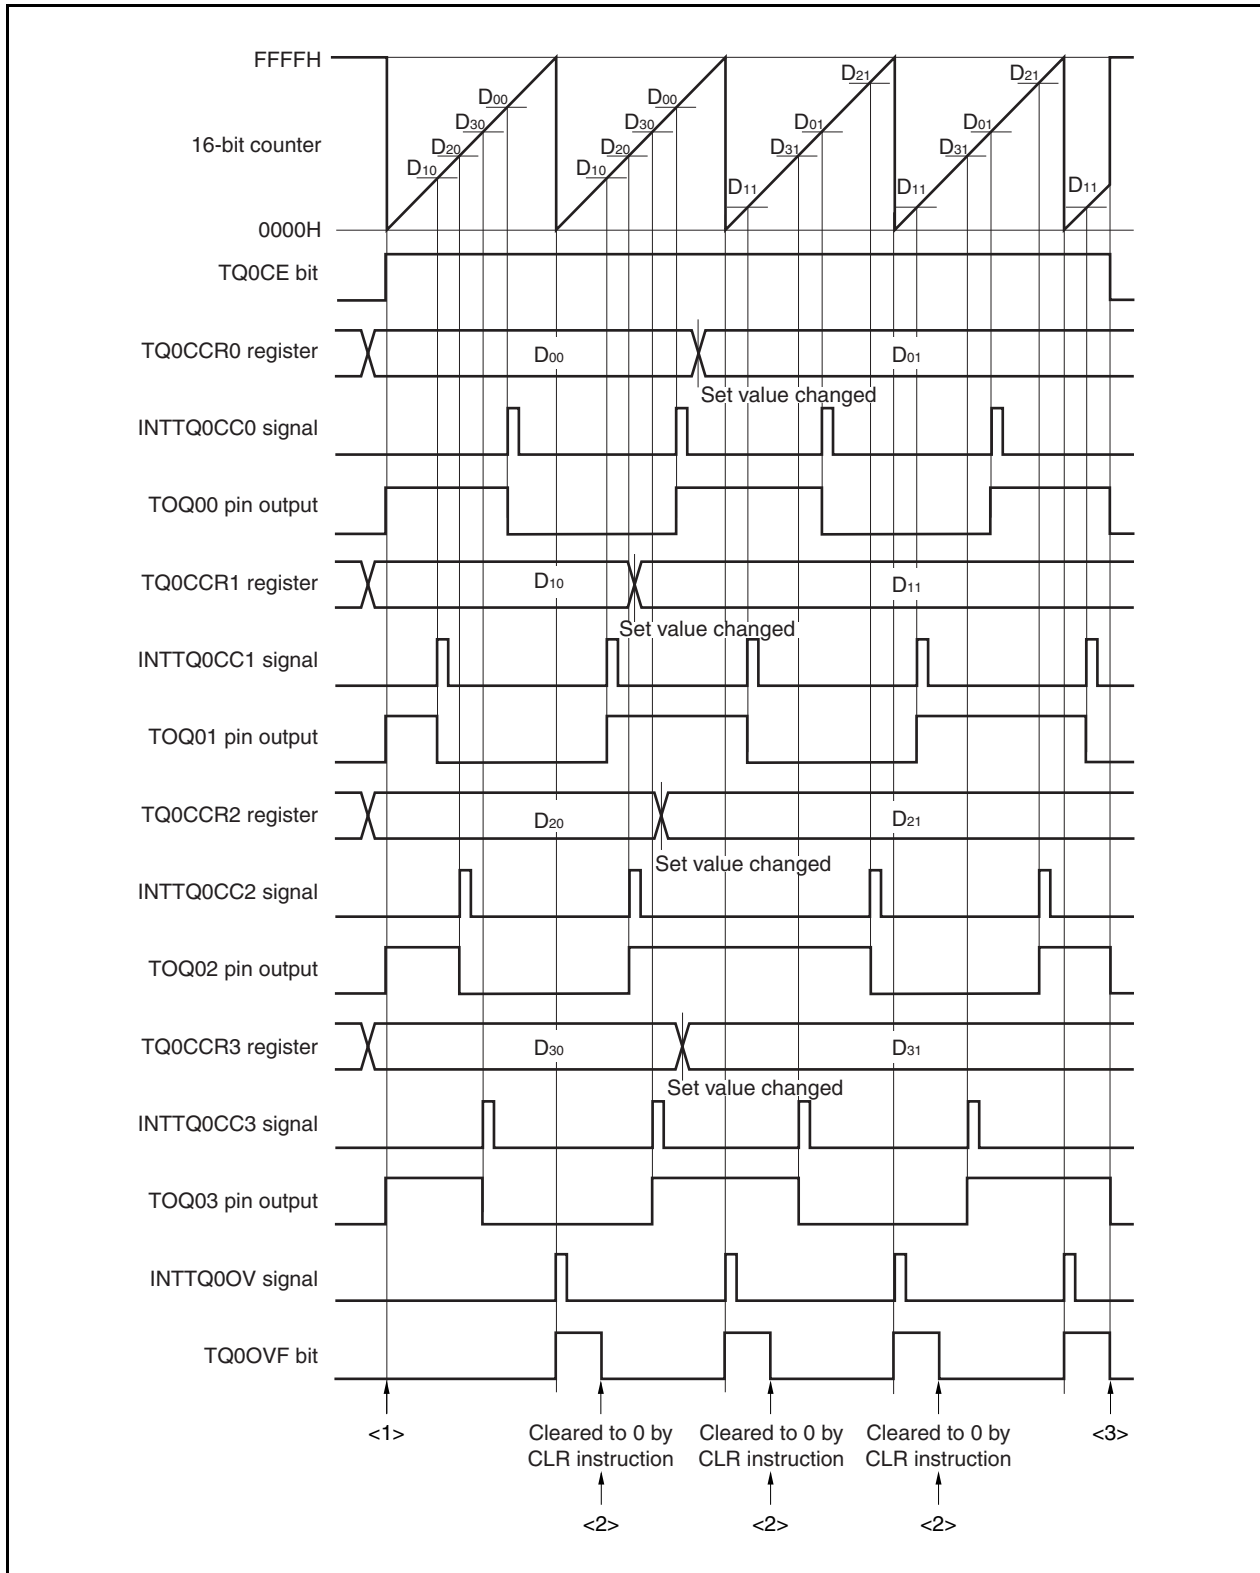 FFFFH
16-bit counter
0000H
D10 D20 D30 D00 D10 D20 D30 D00 D11 D31 D01 D21 D11 D31 D01 D21 D11
TQ0CE bit
TQ0CCR0 register
D00 D01
Set value changed
INTTQ0CC0 signal
TOQ00 pin output
TQ0CCR1 register
D10 D11
Set value changed
INTTQ0CC1 signal
TOQ01 pin output
TQ0CCR2 register
D20 D21
Set value changed
INTTQ0CC2 signal
TOQ02 pin output
TQ0CCR3 register
D30 D31
Set value changed
INTTQ0CC3 signal
TOQ03 pin output
INTTQ0OV signal
TQ0OVF bit
<1>
Cleared to 0 by
CLR instruction
<2>
Cleared to 0 by
CLR instruction
<2>
Cleared to 0 by
CLR instruction
<2>
<3>